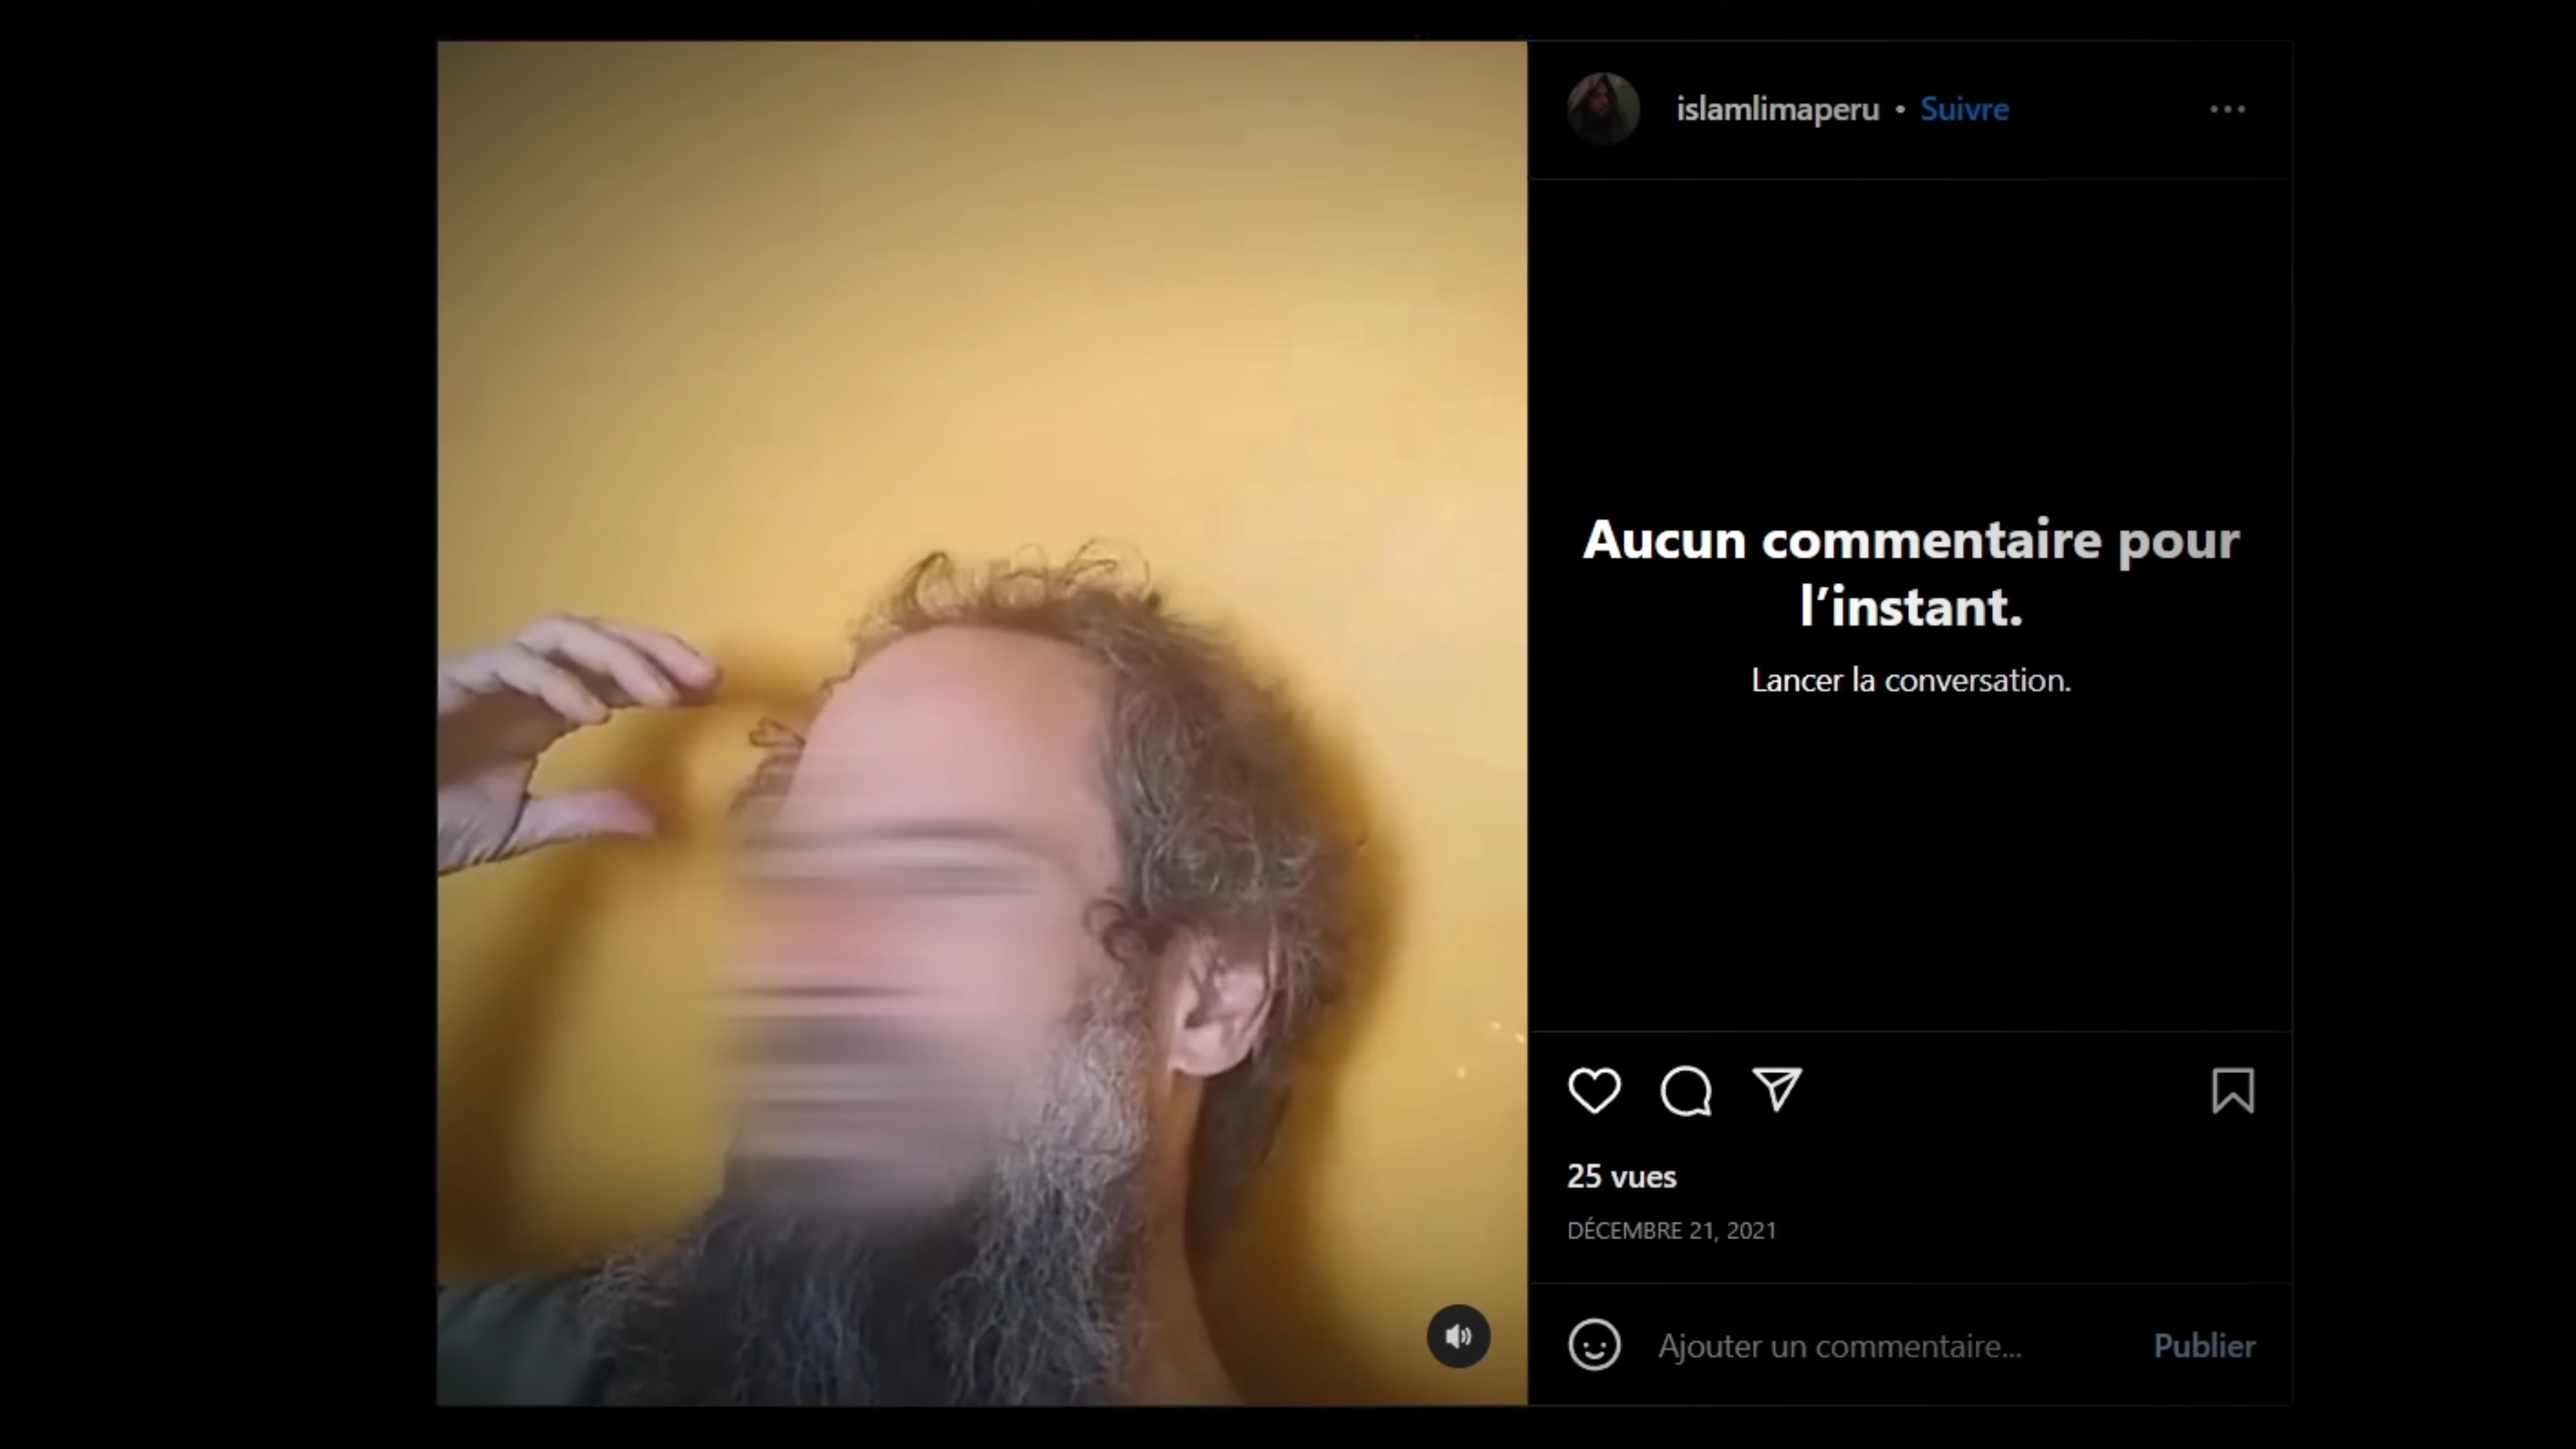 islamlimaperu • Suivre
Aucun commentaire pour
l’instant.
Lancer la conversation.
25 vues
DÉCEMBRE 21, 2021
Ajouter un commentaire... Publier